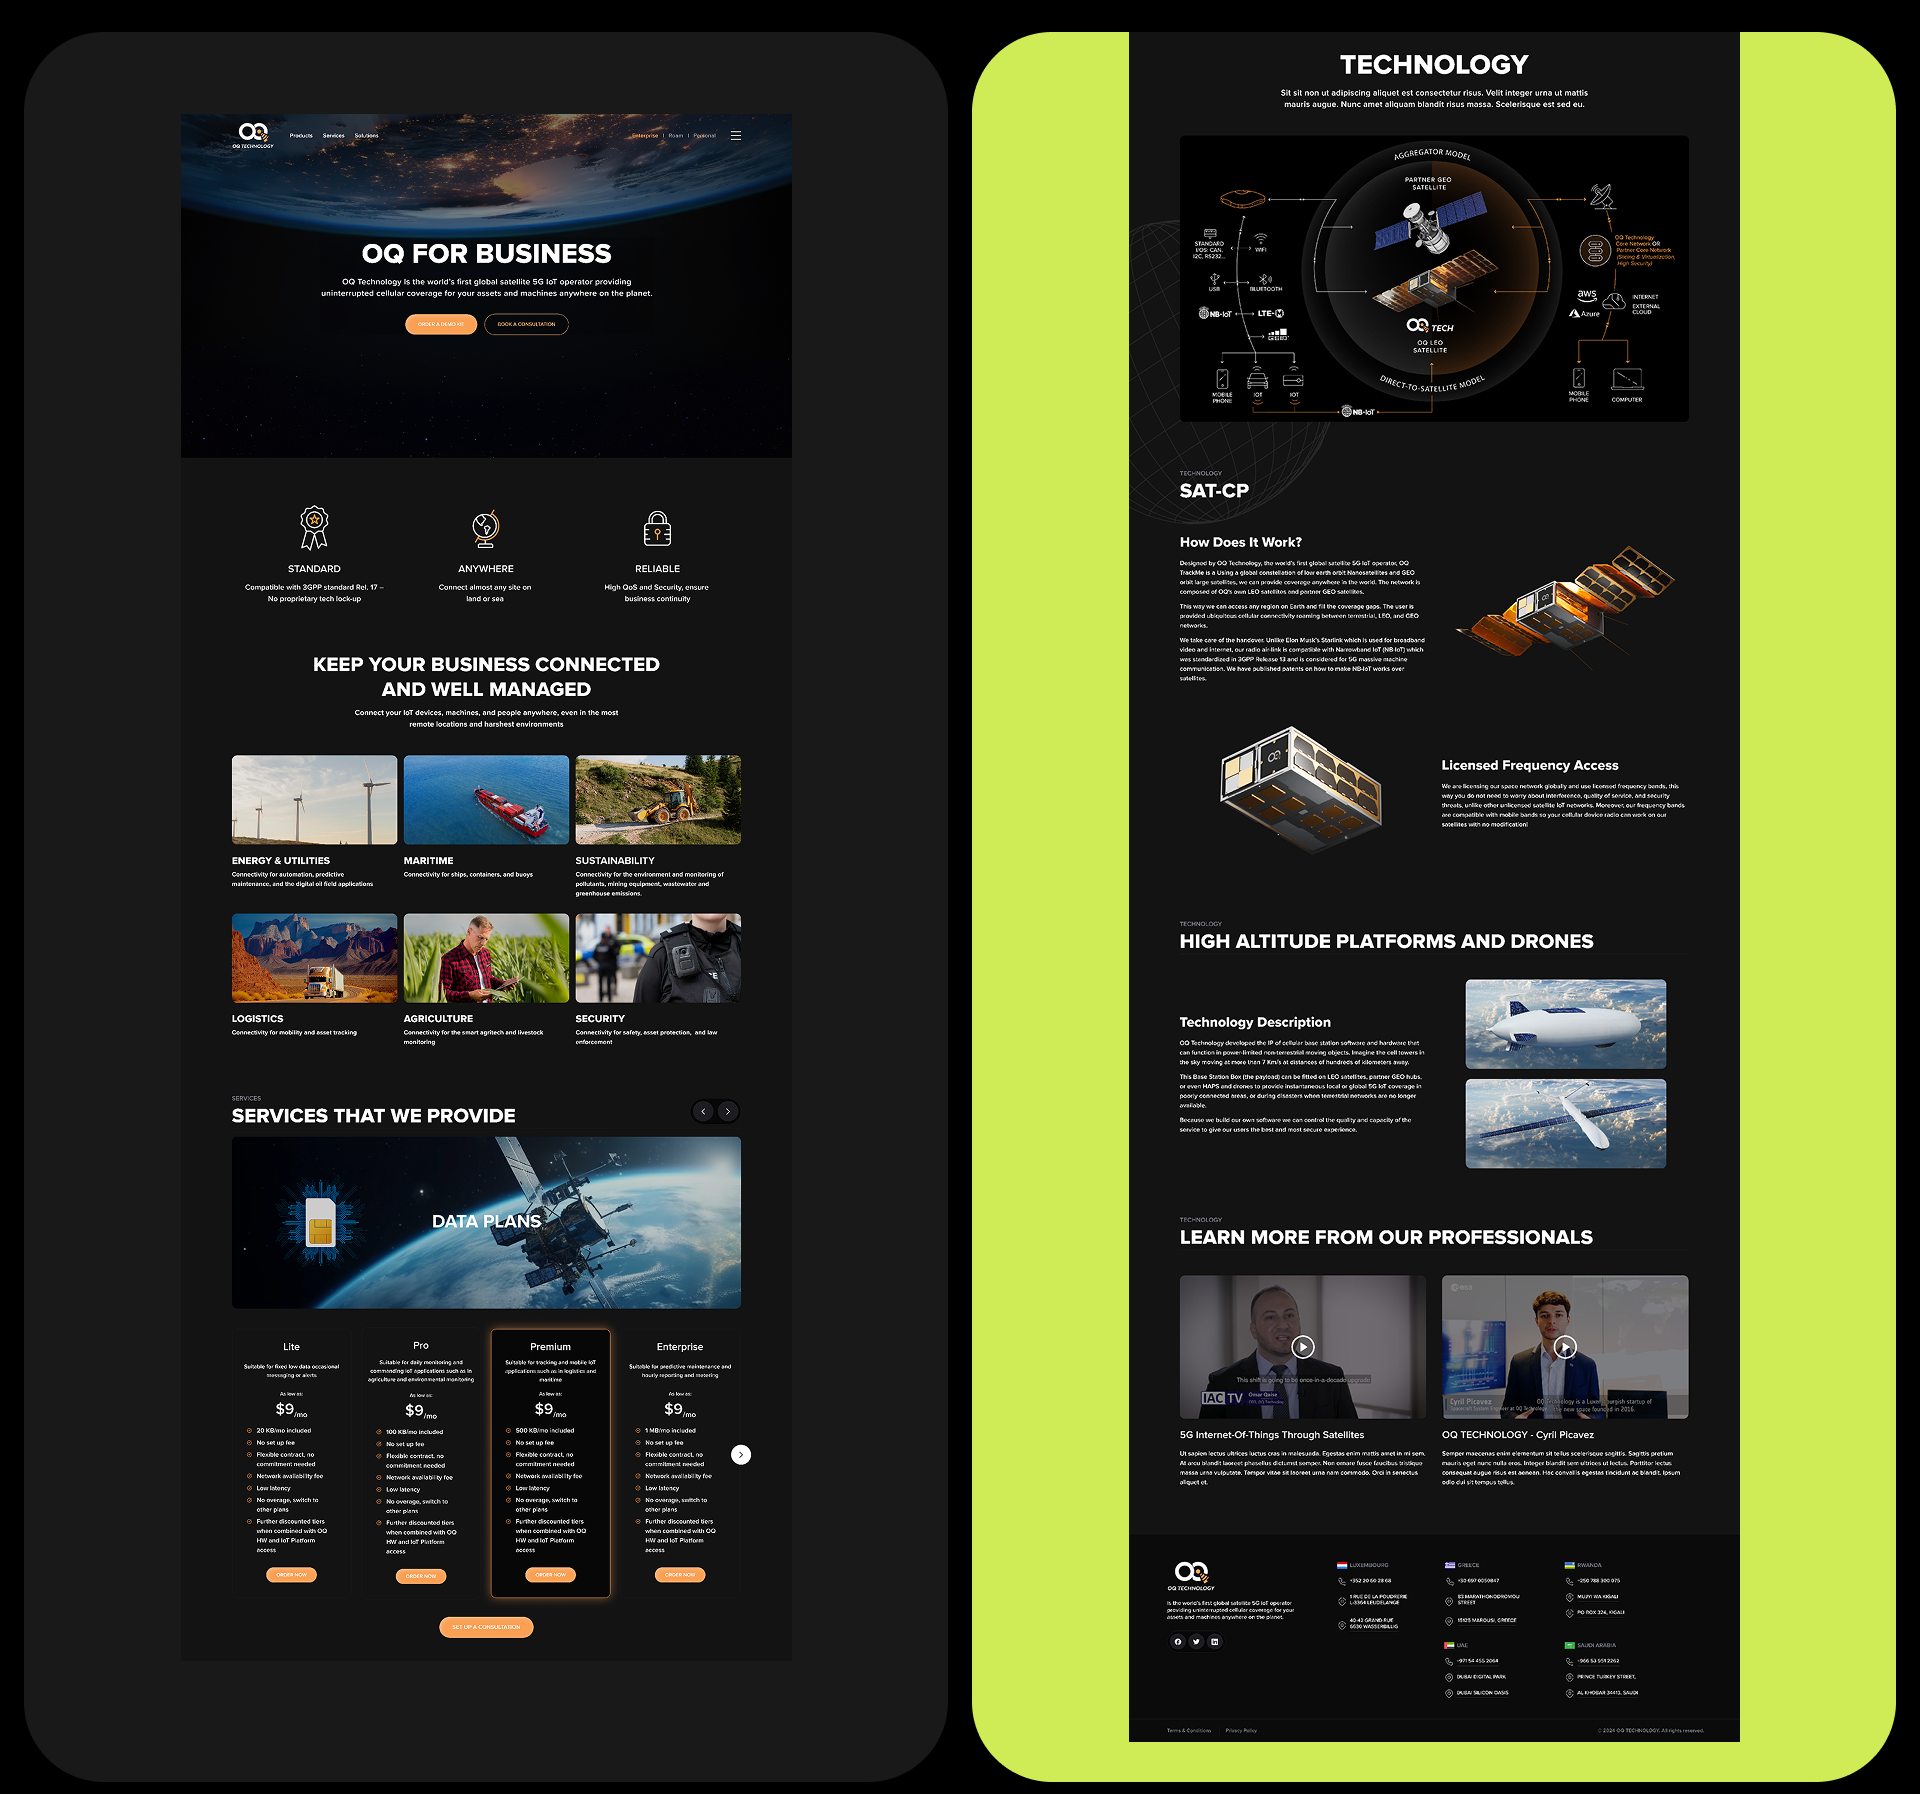 OQ TECHNOLOGY
Products Services Solutions
Enterprise | Roam | Personal
OQ FOR BUSINESS
OQ Technology is the world's first global satellite 5G IoT operator providing
uninterrupted cellular coverage for your assets and machines anywhere on the planet.
ORDER A DEMO KIT
BOOK A CONSULTATION
STANDARD
Compatible with 3GPP standard Rel. 17 –
No proprietary tech lock-up
ANYWHERE
Connect almost any site on
land or sea
RELIABLE
High QoS and Security, ensure
business continuity
KEEP YOUR BUSINESS CONNECTED
AND WELL MANAGED
Connect your IoT devices, machines, and people anywhere, even in the most
remote locations and harshest environments
ENERGY & UTILITIES
Connectivity for automation, predictive
maintenance, and the digital oil field applications
MARITIME
Connectivity for ships, containers, and buoys
SUSTAINABILITY
Connectivity for the environment and monitoring of
pollutants, mining equipment, wastewater and
greenhouse emissions.
LOGISTICS
Connectivity for mobility and asset tracking
AGRICULTURE
Connectivity for the smart agritech and livestock
monitoring
SECURITY
Connectivity for safety, asset protection, and law
enforcement
SERVICES
SERVICES THAT WE PROVIDE
DATA PLANS
Lite
Suitable for fixed low data occasional
messaging or alerts
As low as:
$9/mo
20 KB/mo included
No set up fee
Flexible contract, no
commitment needed
Network availability fee
Low latency
No overage, switch to
other plans
Further discounted tiers
when combined with OQ
HW and IoT Platform
access
ORDER NOW
Pro
Suitable for daily monitoring and
commanding IoT applications such as in
agriculture and environmental monitoring
As low as:
$9/mo
100 KB/mo included
No set up fee
Flexible contract, no
commitment needed
Network availability fee
Low latency
No overage, switch to
other plans
Further discounted tiers
when combined with OQ
HW and IoT Platform
access
ORDER NOW
Premium
Suitable for tracking and mobile IoT
applications such as in logistics and
maritime
As low as:
$9/mo
500 KB/mo included
No set up fee
Flexible contract, no
commitment needed
Network availability fee
Low latency
No overage, switch to
other plans
Further discounted tiers
when combined with OQ
HW and IoT Platform
access
ORDER NOW
Enterprise
Suitable for predictive maintenance and
hourly reporting and metering
As low as:
$9/mo
1 MB/mo included
No set up fee
Flexible contract, no
commitment needed
Network availability fee
Low latency
No overage, switch to
other plans
Further discounted tiers
when combined with OQ
HW and IoT Platform
access
ORDER NOW
SET UP A CONSULTATION
TECHNOLOGY
Sit sit non ut adipiscing aliquet est consectetur risus. Velit integer urna ut mattis
mauris augue. Nunc amet aliquam blandit risus massa. Scelerisque est sed eu.
AGGREGATOR MODEL
PARTNER GEO
SATELLITE
STANDARD
I/OS: CAN,
I2C, RS232...
WIFI
USB
BLUETOOTH
NB-IoT
LTE-M
GSM
MOBILE
PHONE
IOT
IOT
OQ TECH
OQ LEO
SATELLITE
DIRECT-TO-SATELLITE MODEL
NB-IoT
OQ Technology
Core Network OR
Partner Core Network
(Slicing & Virtualization,
High Security)
aws
Azure
INTERNET
EXTERNAL
CLOUD
MOBILE
PHONE
COMPUTER
TECHNOLOGY
SAT-CP
How Does It Work?
Designed by OQ Technology, the world's first global satellite 5G IoT operator, OQ
TrackMe is a Using a global constellation of low earth orbit Nanosatellites and GEO
orbit large satellites, we can provide coverage anywhere in the world. The network is
composed of OQ's own LEO satellites and partner GEO satellites.
This way we can access any region on Earth and fill the coverage gaps. The user is
provided ubiquitous cellular connectivity roaming between terrestrial, LEO, and GEO
networks.
We take care of the handover. Unlike Elon Musk's Starlink which is used for broadband
video and internet, our radio air-link is compatible with Narrowband IoT (NB-IoT) which
was standardized in 3GPP Release 13 and is considered for 5G massive machine
communication. We have published patents on how to make NB-IoT works over
satellites.
Licensed Frequency Access
We are licensing our space network globally and use licensed frequency bands, this
way you do not need to worry about interference, quality of service, and security
threats, unlike other unlicensed satellite IoT networks. Moreover, our frequency bands
are compatible with mobile bands so your cellular device radio can work on our
satellites with no modification!
TECHNOLOGY
HIGH ALTITUDE PLATFORMS AND DRONES
Technology Description
OQ Technology developed the IP of cellular base station software and hardware that
can function in power-limited non-terrestrial moving objects. Imagine the cell towers in
the sky moving at more than 7 Km/s at distances of hundreds of kilometers away.
This Base Station Box (the payload) can be fitted on LEO satellites, partner GEO hubs,
or even HAPS and drones to provide instantaneous local or global 5G IoT coverage in
poorly connected areas, or during disasters when terrestrial networks are no longer
available.
Because we build our own software we can control the quality and capacity of the
service to give our users the best and most secure experience.
TECHNOLOGY
LEARN MORE FROM OUR PROFESSIONALS
This shift is going to be once-in-a-decade upgrade
IAC TV
Omar Qaise
5G Internet-Of-Things Through Satellites
Ut sapien lectus ultrices luctus cras in malesuada. Egestas enim mattis amet in mi sem.
At arcu blandit laoreet phasellus dictumst semper. Non ornare fusce faucibus tristique
massa urna vulputate. Tempor vitae sit laoreet urna nam commodo. Orci in senectus
aliquet et.
Cyril Picavez
Spacecraft System Engineer at OQ Technology
OQ Technology is a Luxembourgish startup of
the new space founded in 2016.
OQ TECHNOLOGY - Cyril Picavez
Semper maecenas enim elementum sit tellus scelerisque sagittis. Sagittis pretium
mauris eget nunc nulla eros. Integer blandit sem ultrices ut lectus. Porttitor lectus
consequat augue risus est aenean. Hac convallis egestas tincidunt ac blandit. Ipsum
odio dui sit tempus tellus.
OQ TECHNOLOGY
Is the world's first global satellite 5G IoT operator
providing uninterrupted cellular coverage for your
assets and machines anywhere on the planet.
LUXEMBOURG
+352 20 60 28 68
1 RUE DE LA POUDRERIE
L-3364 LEUDELANGE
40-42 GRAND RUE
6630 WASSERBILLIG
GREECE
+30 697 0059847
83 MARATHONODROMOU
STREET
15125 MAROUSI, GREECE
RWANDA
+250 788 300 075
MUJYI WA KIGALI
PO BOX 324, KIGALI
UAE
+971 54 455 2064
DUBAI DIGITAL PARK
DUBAI SILICON OASIS
SAUDI ARABIA
+966 53 951 2262
PRINCE TURKEY STREET,
AL KHOBAR 34413, SAUDI
Terms & Conditions
Privacy Policy
© 2024 OQ TECHNOLOGY. All rights reserved.